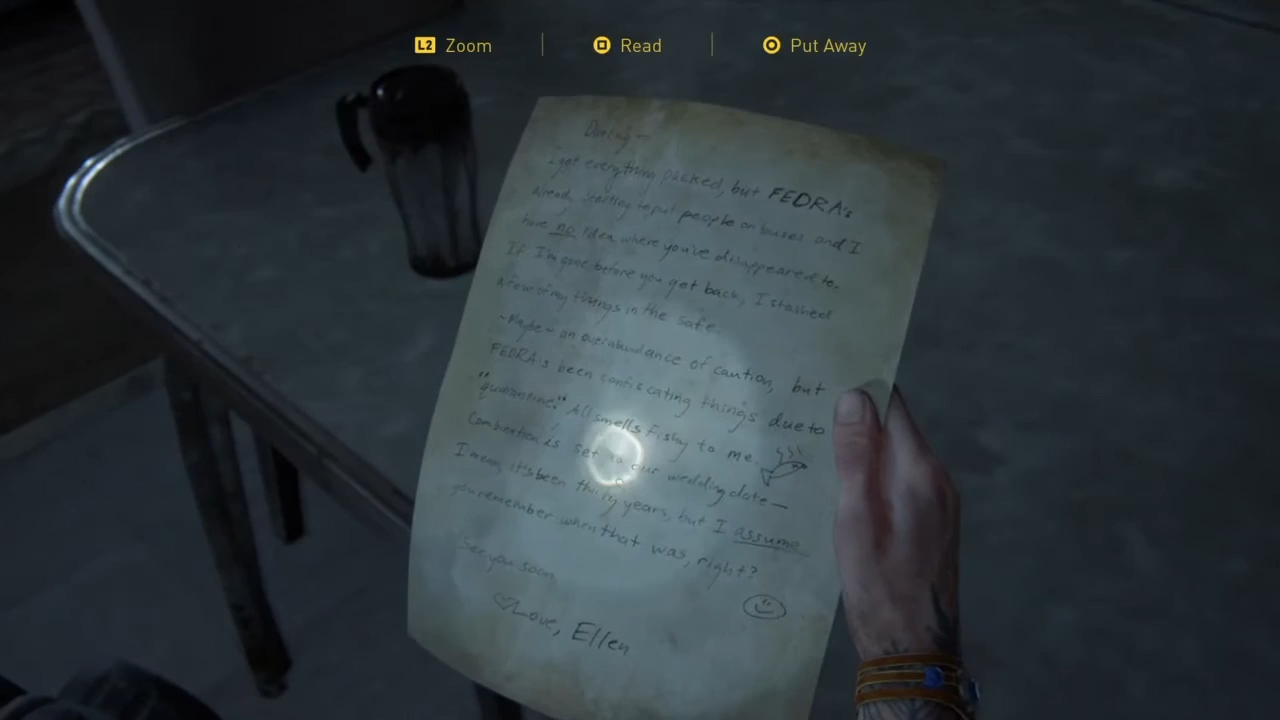 L2 Zoom | Read | Put Away
Darling-
I got everything packed, but FEDRA's
already starting to put people on buses and I
have no idea where you've disappeared to.
If I'm gone before you get back, I stashed
a few of my things in the safe.
~Maybe~ an overabundance of caution, but
FEDRA's been confiscating things due to
"quarantine." All smells fishy to me.
Combination is set to our wedding date—
I mean, it's been thirty years, but I assume
you remember when that was, right?
See you soon
Love, Ellen